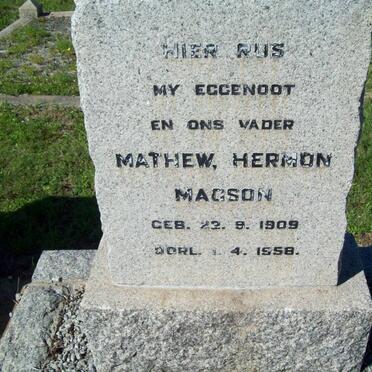 HIER RUS
MY EGGENOOT
EN ONS VADER
MATHEW, HERMON
MAGSON
GEB. 22. 9. 1909
OORL. 1. 4. 1958.